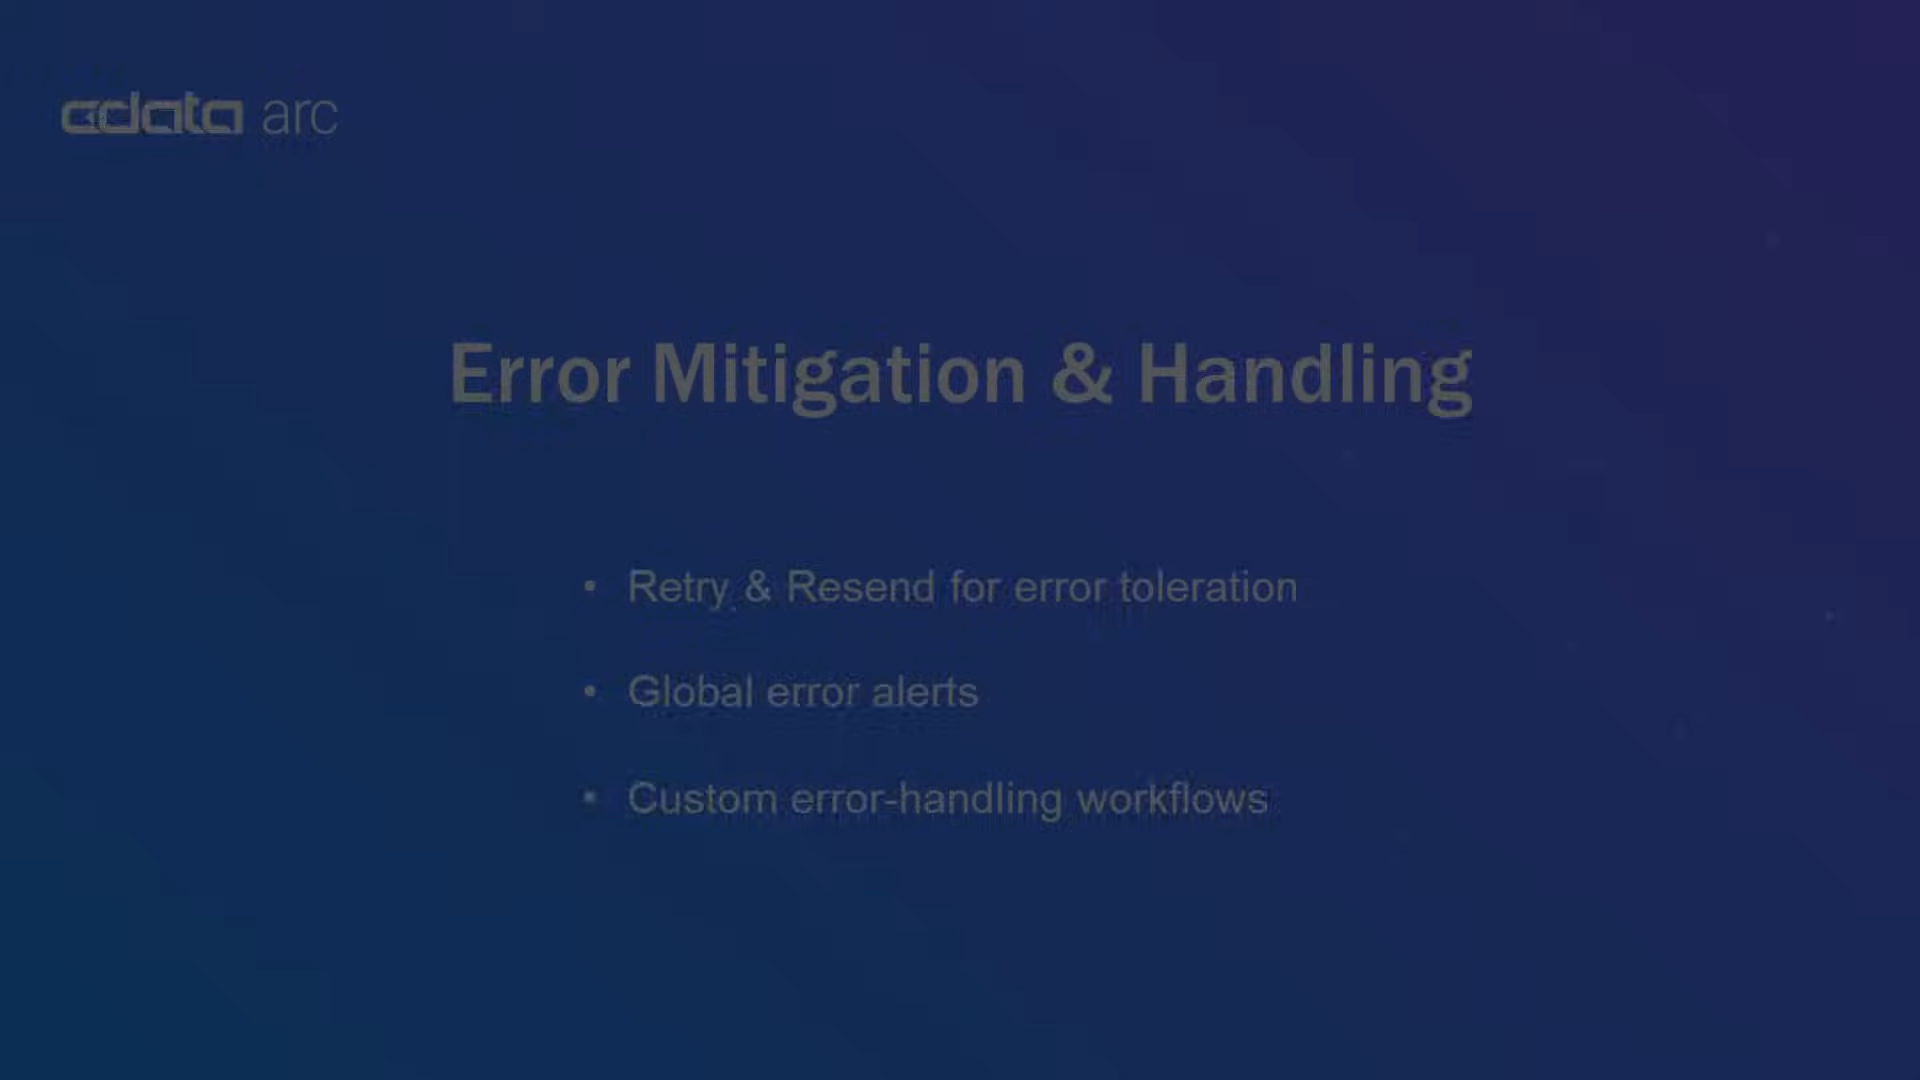 cdata arc
Error Mitigation & Handling
• Retry & Resend for error toleration
• Global error alerts
• Custom error-handling workflows